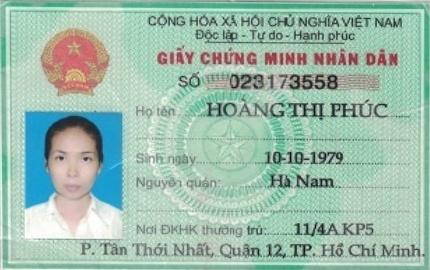 CỘNG HÒA XÃ HỘI CHỦ NGHĨA VIỆT NAM
Độc lập - Tự do - Hạnh phúc
GIẤY CHỨNG MINH NHÂN DÂN
SỐ 023173558
Họ tên HOÀNG THỊ PHÚC
Sinh ngày 10-10-1979
Nguyên quán: Hà Nam
Nơi ĐKHK thường trú: 11/4A KP5
P. Tân Thới Nhất, Quận 12, TP. Hồ Chí Minh.